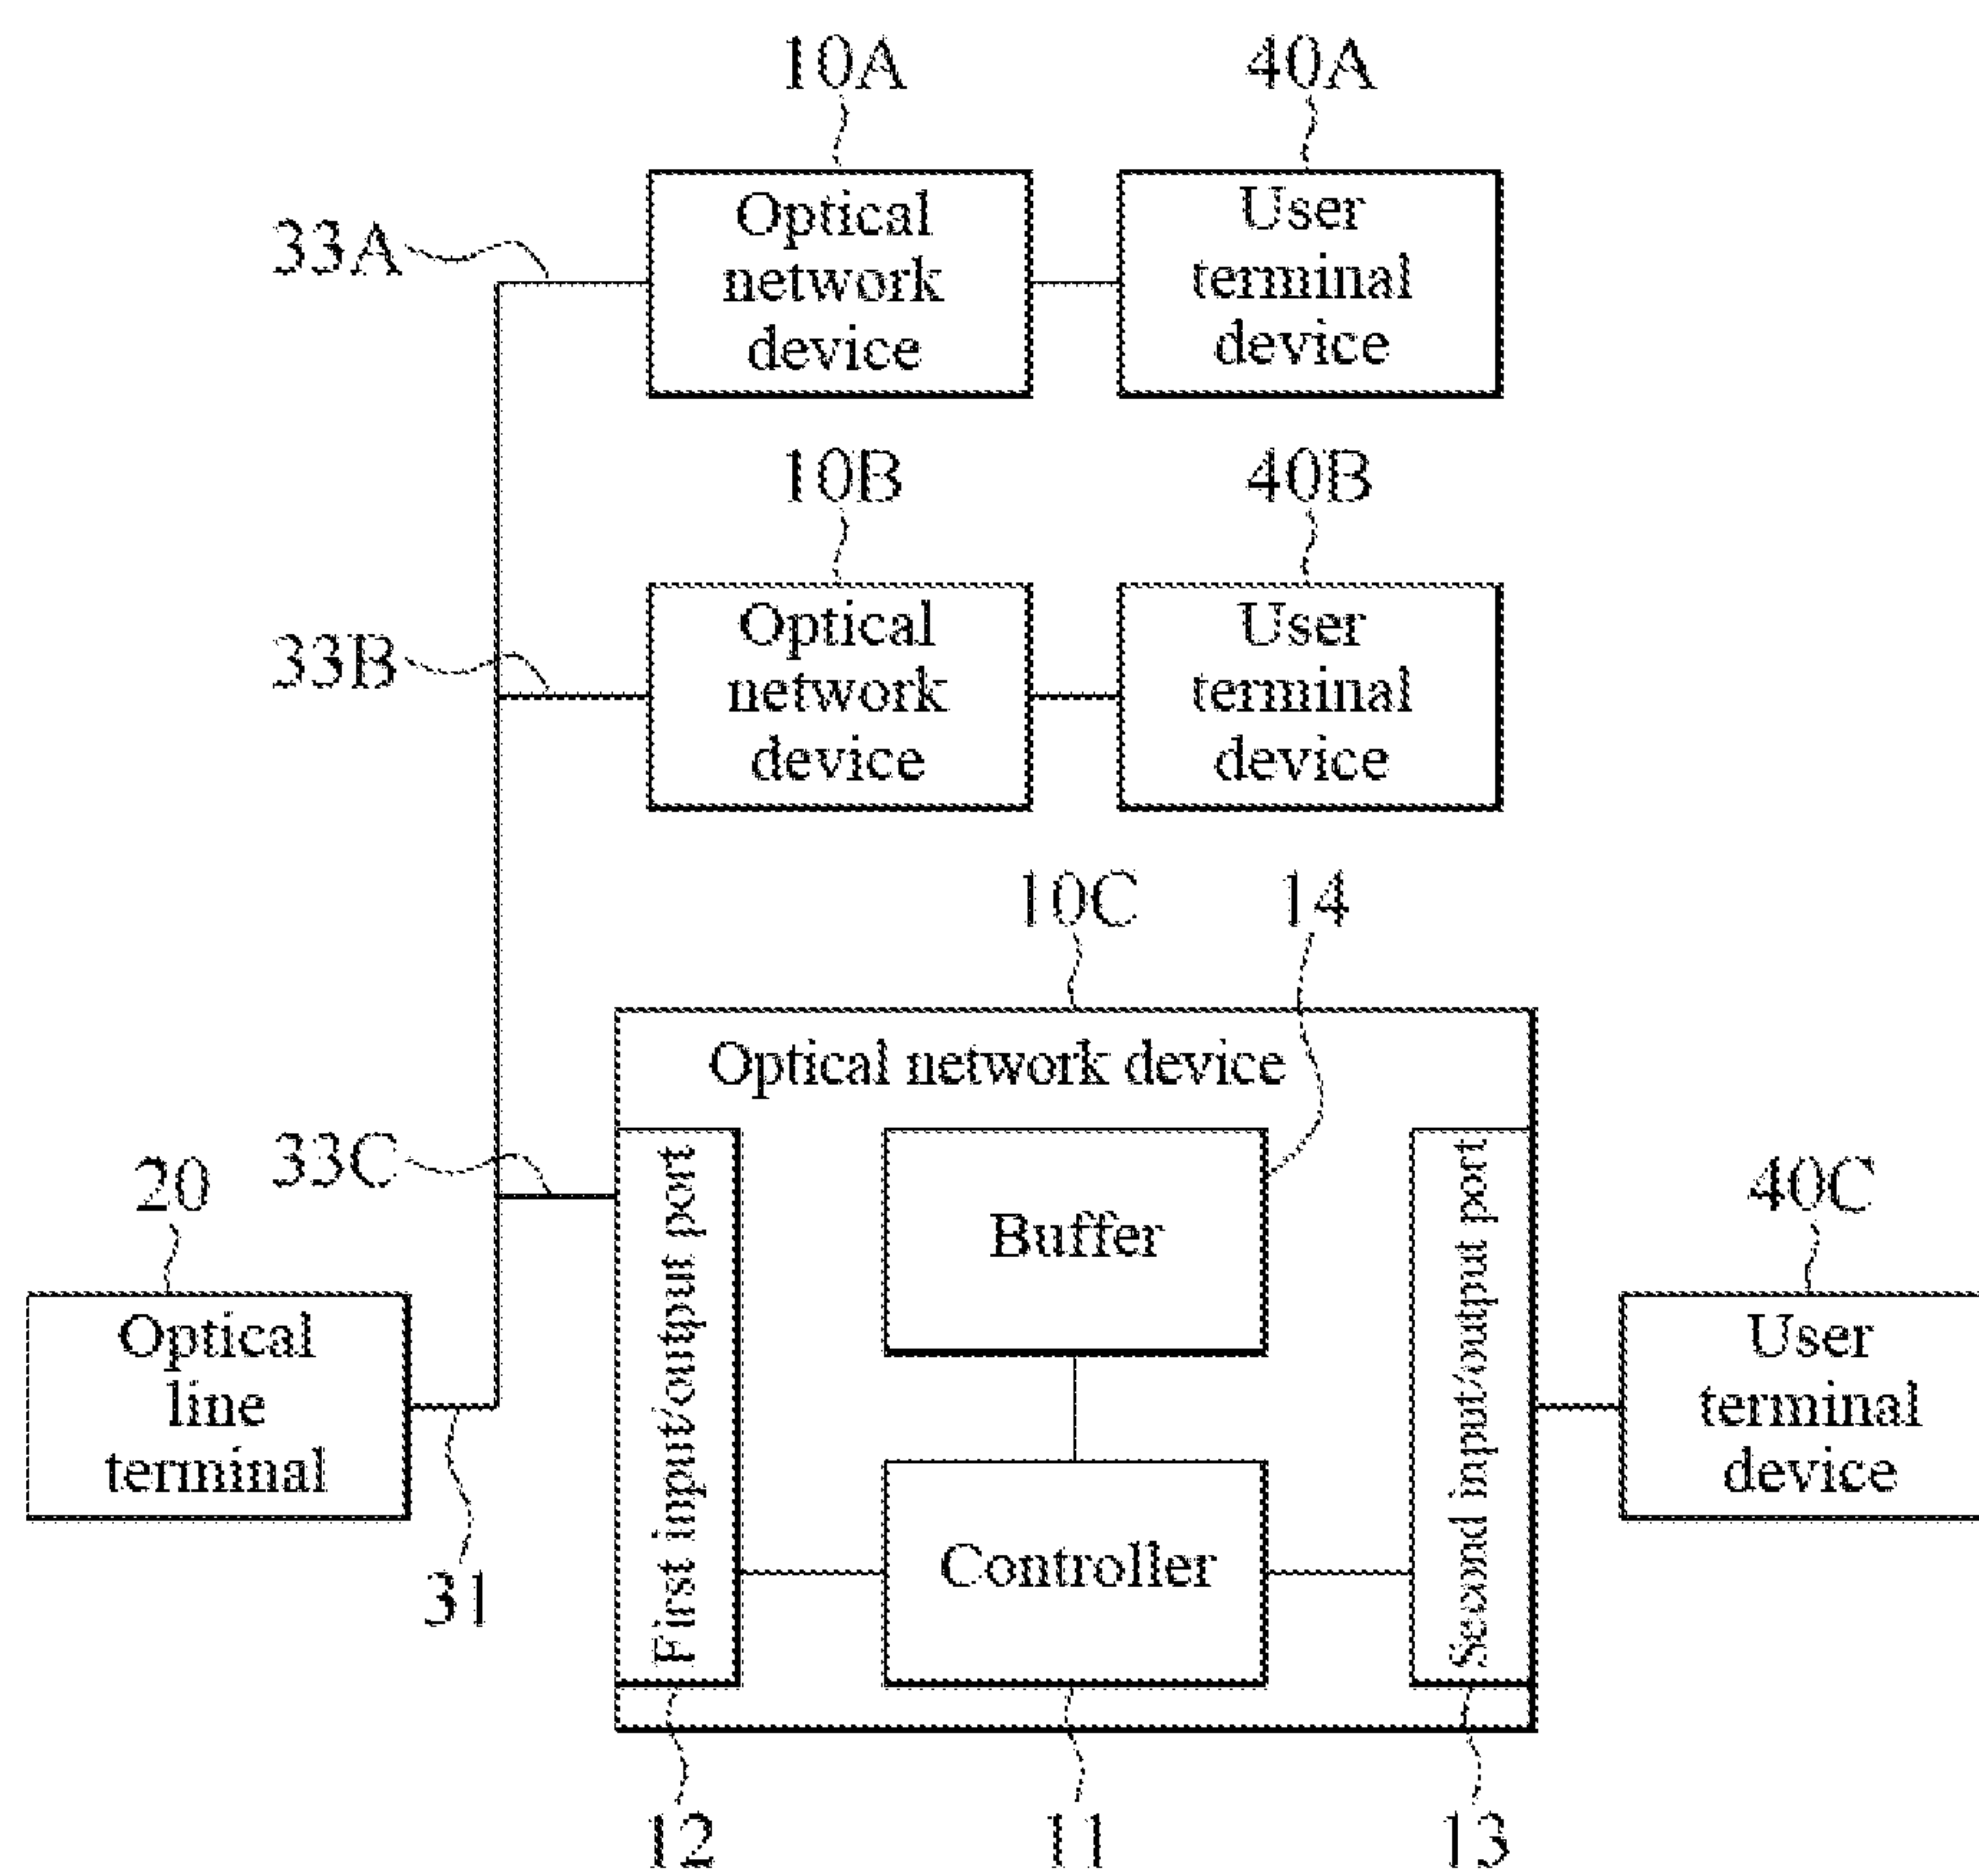 10A
40A
33A
Optical
network
device
User
terminal
device
10B
40B
33B
Optical
network
device
User
terminal
device
10C
14
Optical network device
33C
20
40C
First input/output port
Buffer
Second input/output port
Optical
line
terminal
User
terminal
device
Controller
31
12
11
13